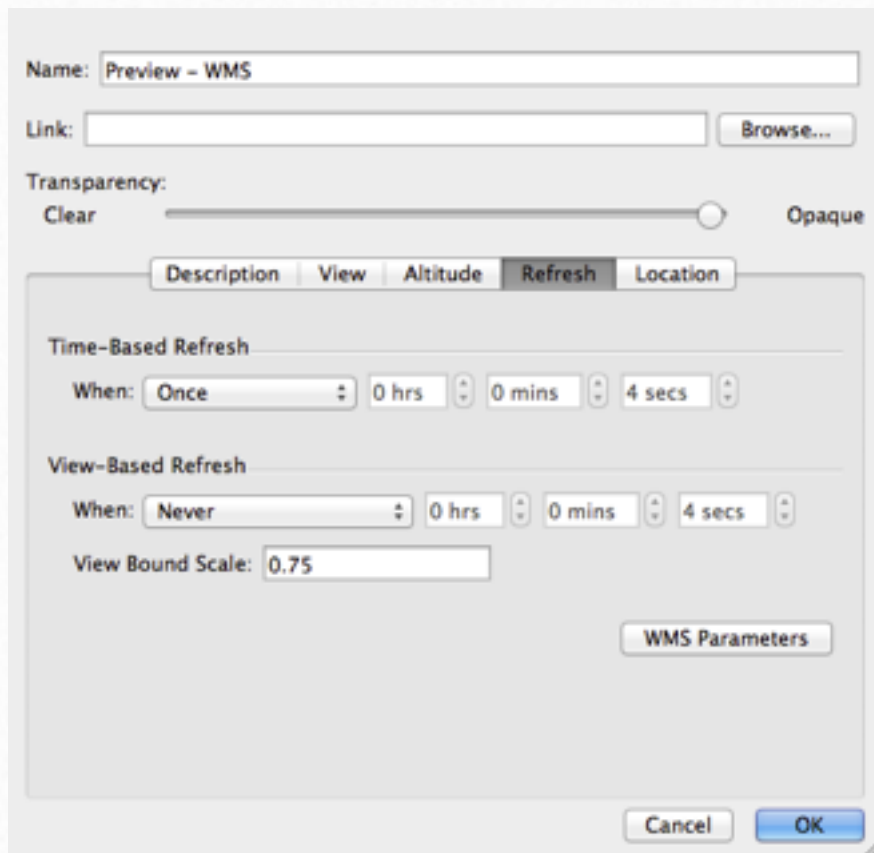 Name: Preview – WMS
Link: Browse...
Transparency:
Clear Opaque
Description View Altitude Refresh Location
Time-Based Refresh
When: Once 0 hrs 0 mins 4 secs
View-Based Refresh
When: Never 0 hrs 0 mins 4 secs
View Bound Scale: 0.75
WMS Parameters
Cancel OK